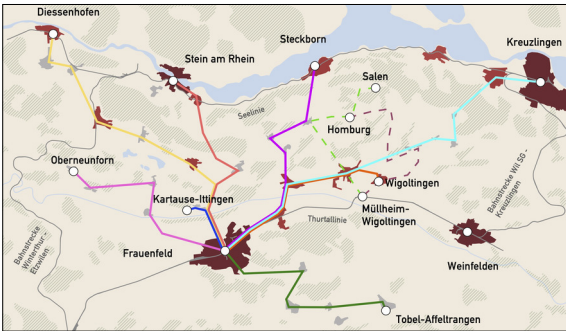 Diessenhofen
Stein am Rhein
Steckborn
Kreuzlingen
Salen
Seelinie
Homburg
Oberneunforn
Kartause-Ittingen
Wigoltingen
Müllheim-
Wigoltingen
Bahnstrecke Wil SG -
Kreuzlingen
Thurtallinie
Bahnstrecke
Winterthur -
Etzwilen
Frauenfeld
Weinfelden
Tobel-Affeltrangen